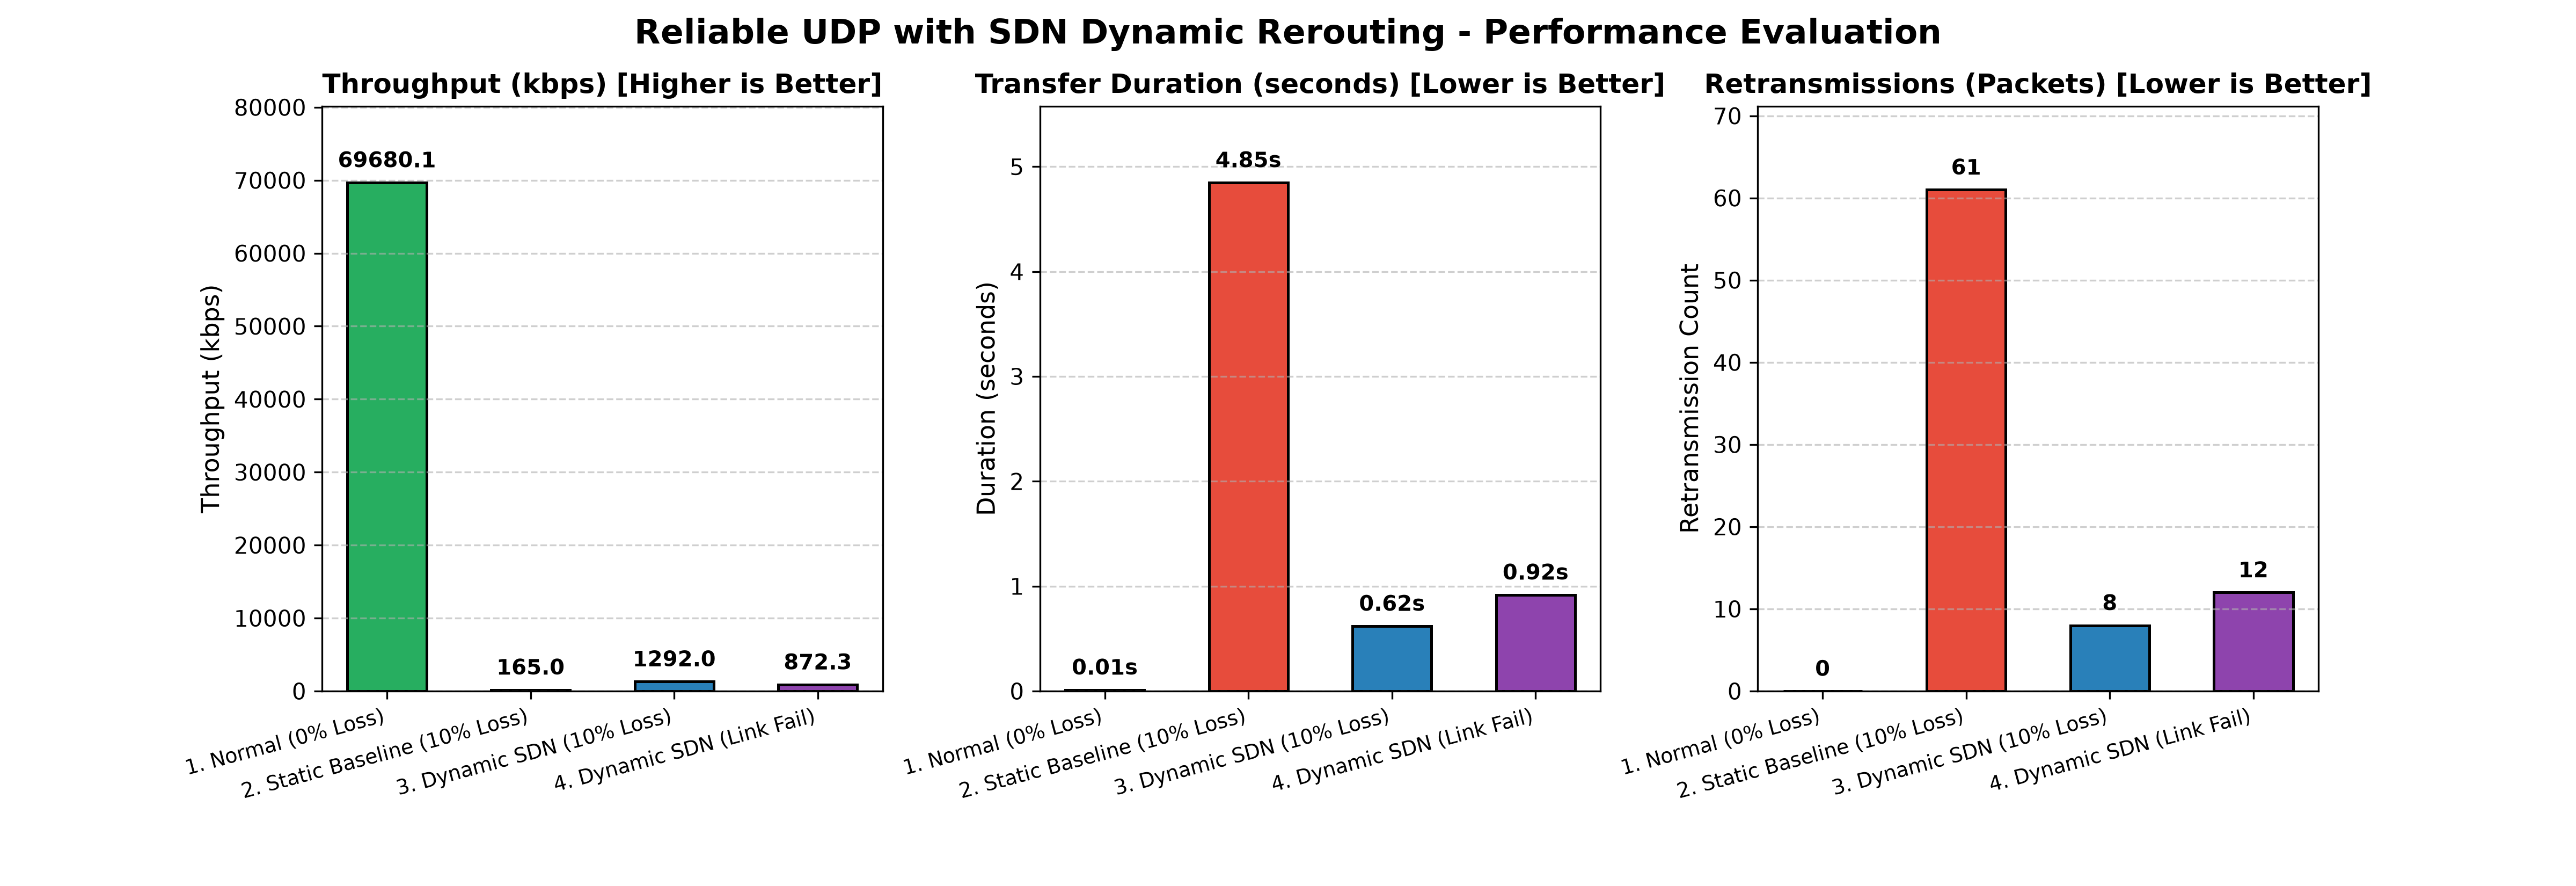 Reliable UDP with SDN Dynamic Rerouting - Performance Evaluation
Throughput (kbps) [Higher is Better]
Throughput (kbps)
80000
70000
60000
50000
40000
30000
20000
10000
0
69680.1
165.0
1292.0
872.3
1. Normal (0% Loss)
2. Static Baseline (10% Loss)
3. Dynamic SDN (10% Loss)
4. Dynamic SDN (Link Fail)
Transfer Duration (seconds) [Lower is Better]
Duration (seconds)
5
4
3
2
1
0
0.01s
4.85s
0.62s
0.92s
1. Normal (0% Loss)
2. Static Baseline (10% Loss)
3. Dynamic SDN (10% Loss)
4. Dynamic SDN (Link Fail)
Retransmissions (Packets) [Lower is Better]
Retransmission Count
70
60
50
40
30
20
10
0
0
61
8
12
1. Normal (0% Loss)
2. Static Baseline (10% Loss)
3. Dynamic SDN (10% Loss)
4. Dynamic SDN (Link Fail)